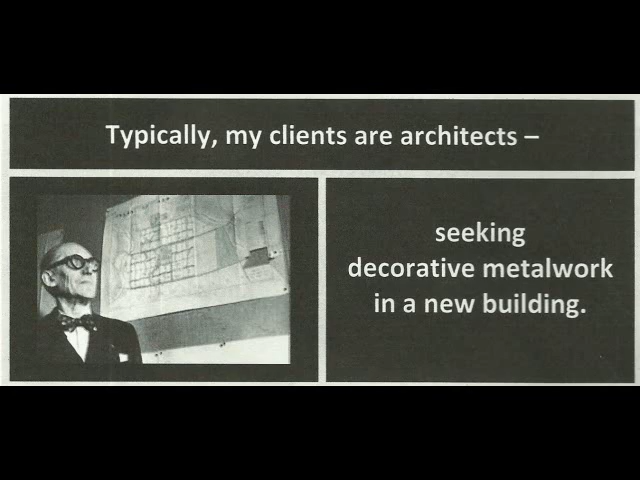 Typically, my clients are architects –
seeking
decorative metalwork
in a new building.